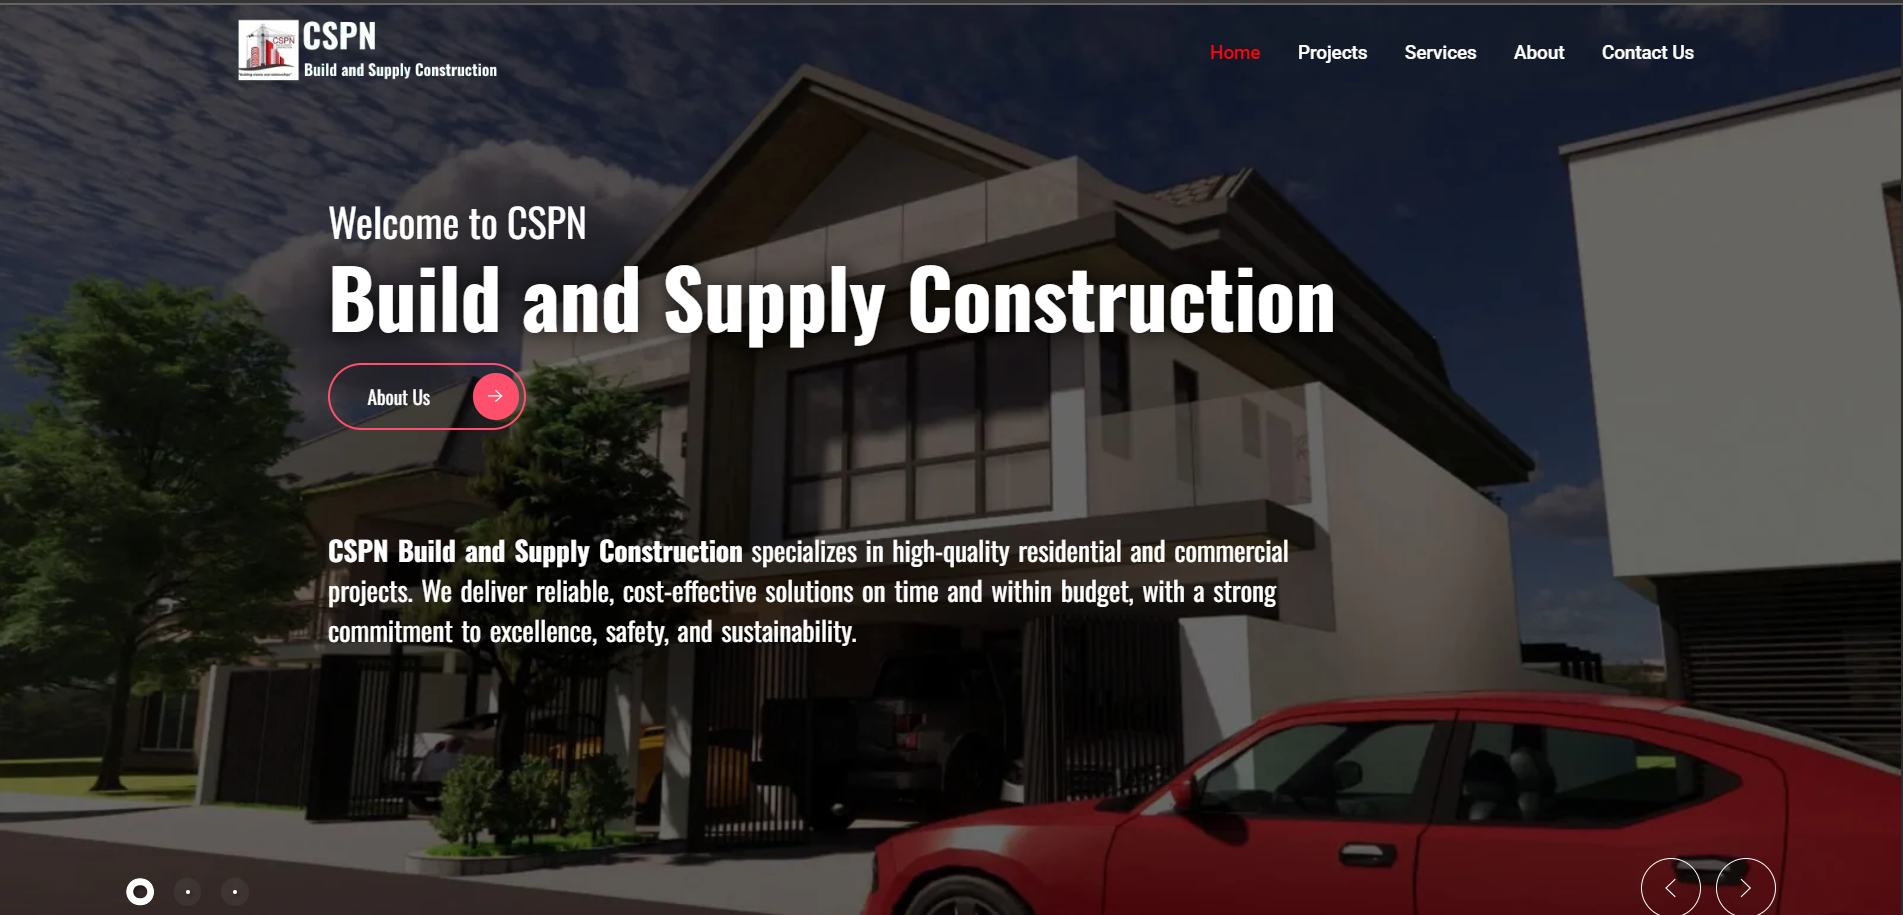 CSPN
CSPN
Build and Supply Construction
Home
Projects
Services
About
Contact Us
Welcome to CSPN
Build and Supply Construction
About Us
CSPN Build and Supply Construction specializes in high-quality residential and commercial
projects. We deliver reliable, cost-effective solutions on time and within budget, with a strong
commitment to excellence, safety, and sustainability.